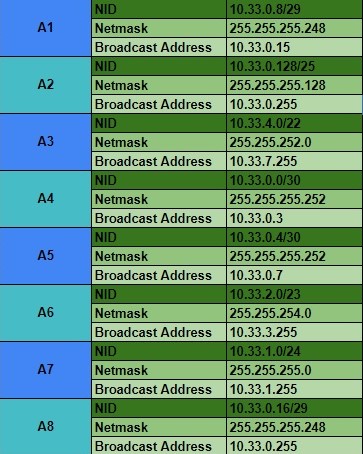 A1
NID 10.33.0.8/29
Netmask 255.255.255.248
Broadcast Address 10.33.0.15
A2
NID 10.33.0.128/25
Netmask 255.255.255.128
Broadcast Address 10.33.0.255
A3
NID 10.33.4.0/22
Netmask 255.255.252.0
Broadcast Address 10.33.7.255
A4
NID 10.33.0.0/30
Netmask 255.255.255.252
Broadcast Address 10.33.0.3
A5
NID 10.33.0.4/30
Netmask 255.255.255.252
Broadcast Address 10.33.0.7
A6
NID 10.33.2.0/23
Netmask 255.255.254.0
Broadcast Address 10.33.3.255
A7
NID 10.33.1.0/24
Netmask 255.255.255.0
Broadcast Address 10.33.1.255
A8
NID 10.33.0.16/29
Netmask 255.255.255.248
Broadcast Address 10.33.0.255